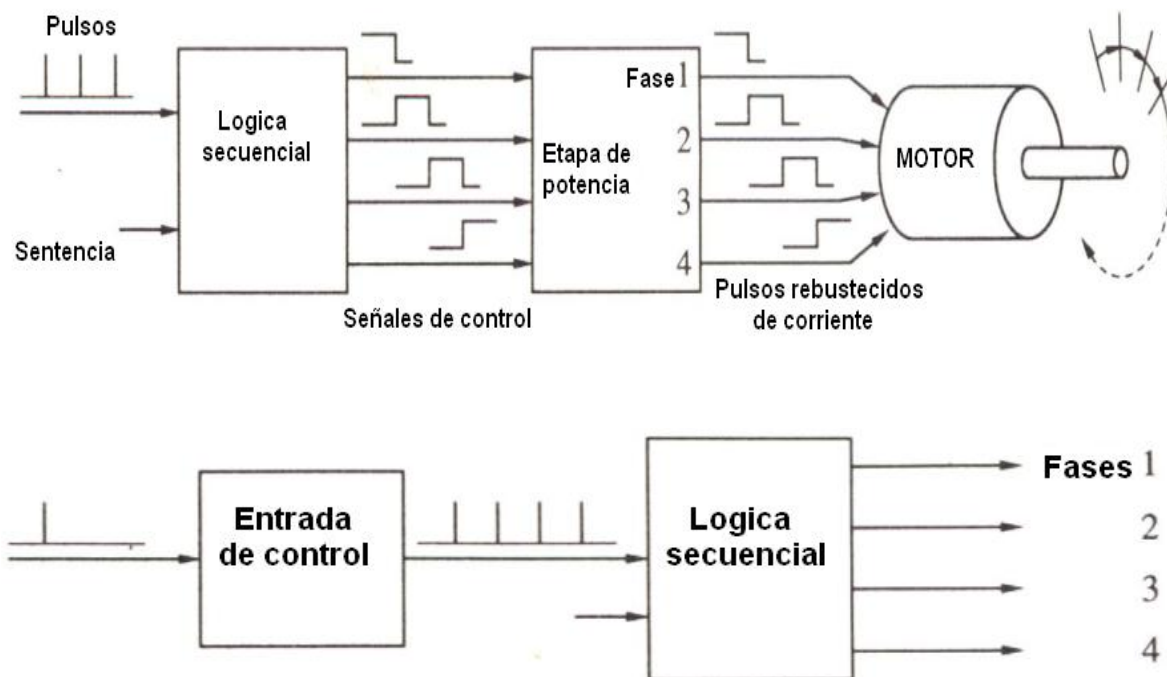 Pulsos
Logica
secuencial
Sentencia
Señales de control
Etapa de
potencia
Fase 1
2
3
4
Pulsos rebustecidos
de corriente
MOTOR
Entrada
de control
Logica
secuencial
Fases 1
2
3
4